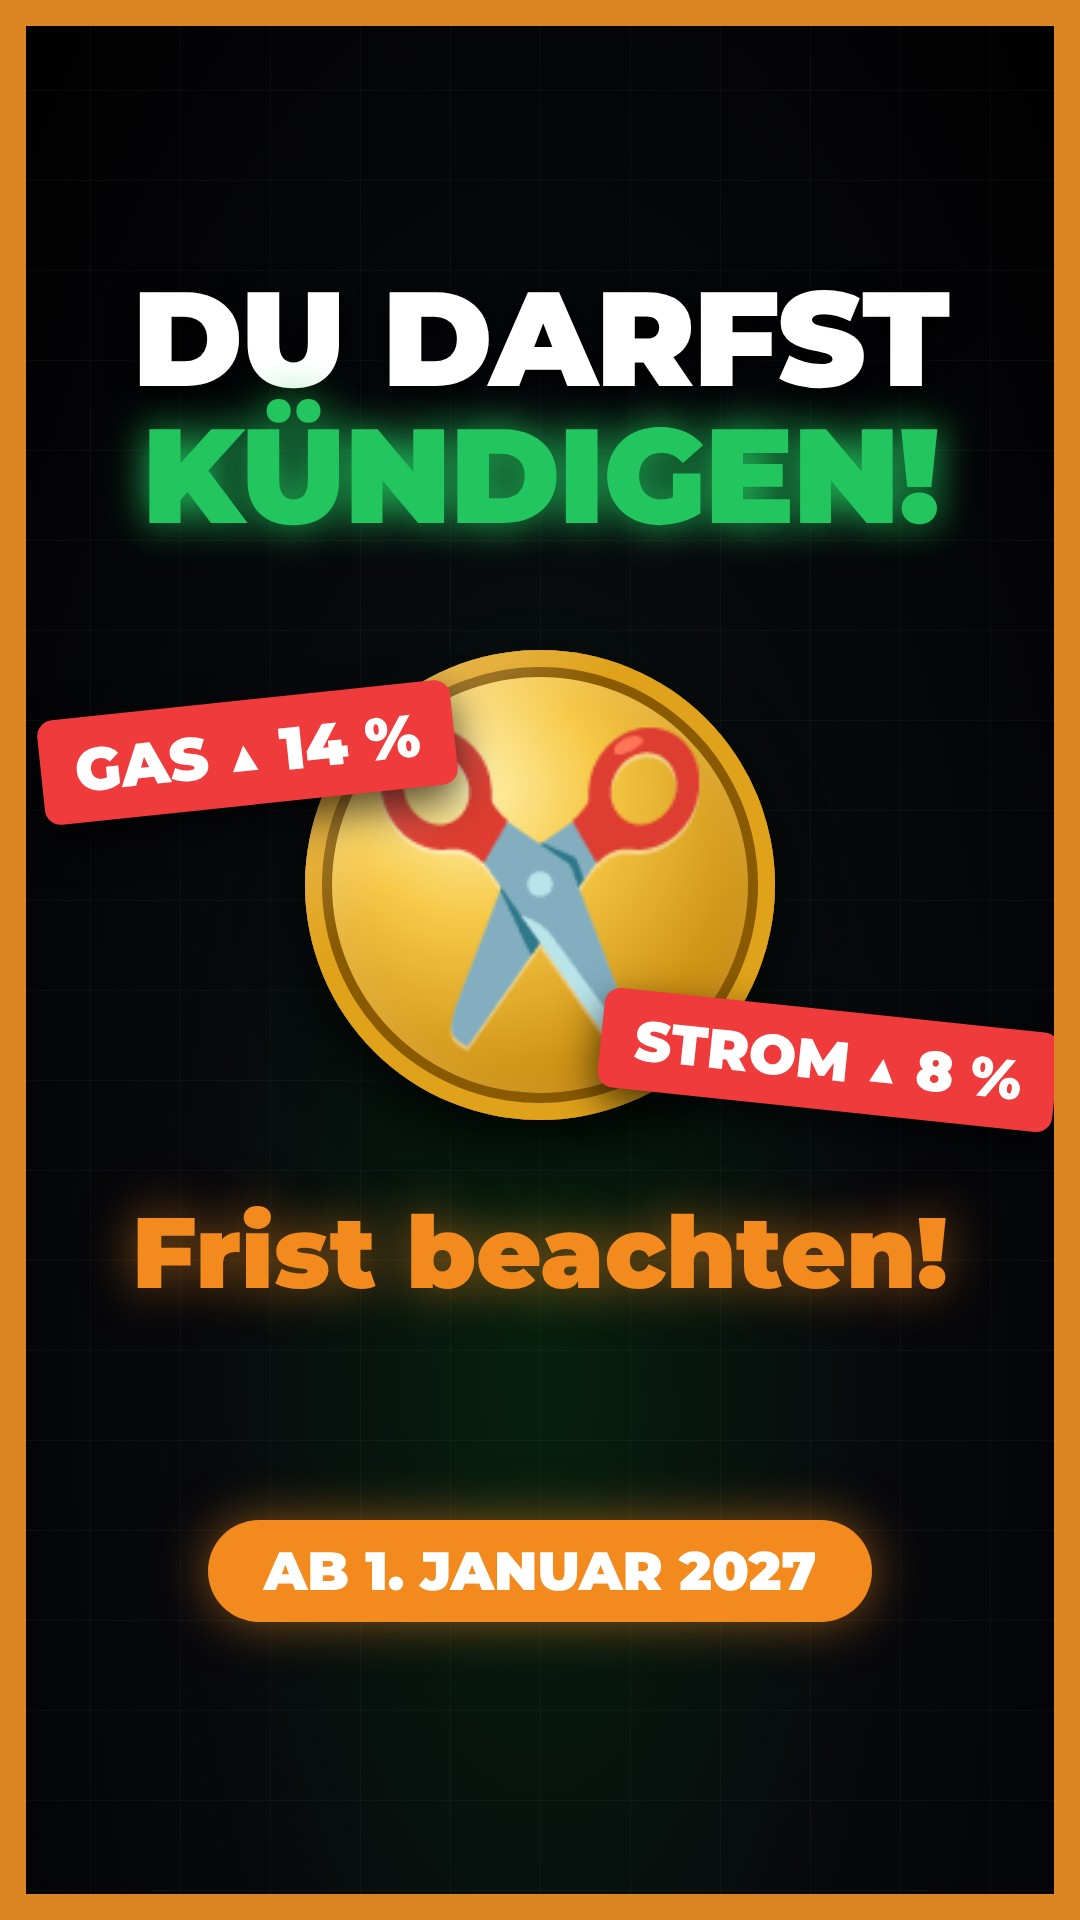 DU DARFST
KÜNDIGEN!
GAS ▲ 14 %
STROM ▲ 8 %
Frist beachten!
AB 1. JANUAR 2027